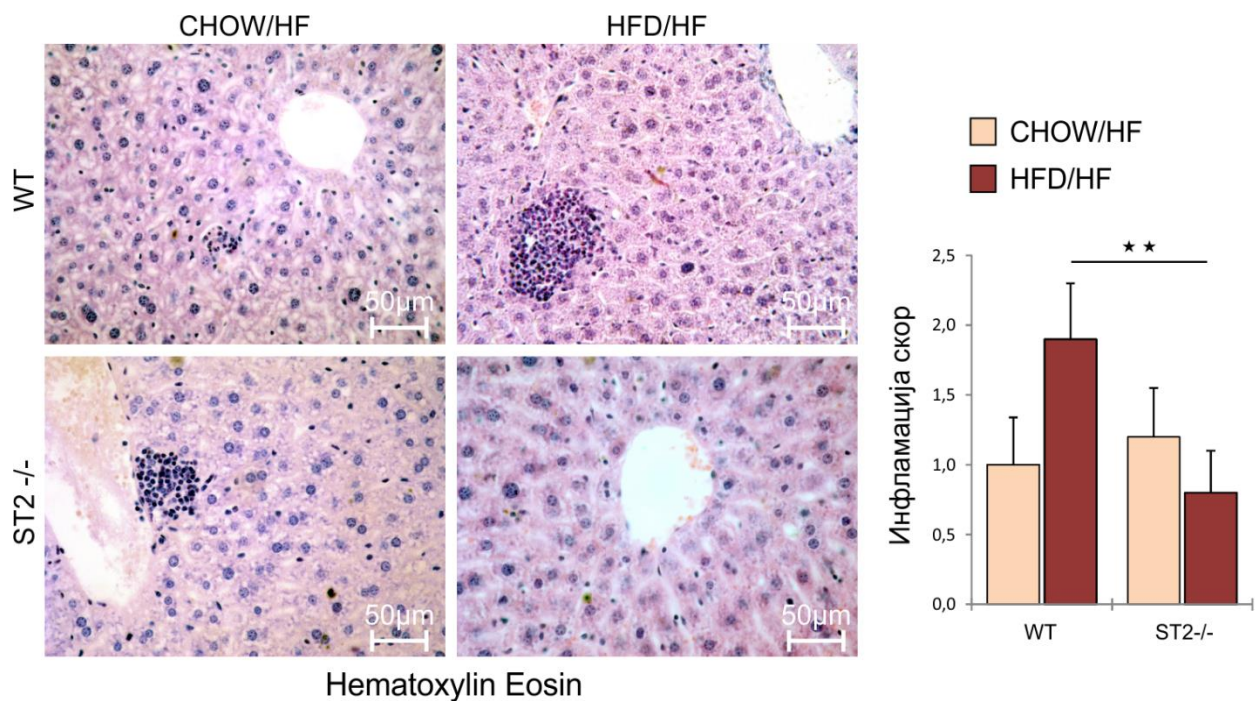 CHOW/HF
HFD/HF
WT
50µm
50µm
ST2 -/-
50µm
50µm
Hematoxylin Eosin
CHOW/HF
HFD/HF
★ ★
Инфламација скор
2,5
2,0
1,5
1,0
0,5
0,0
WT
ST2-/-